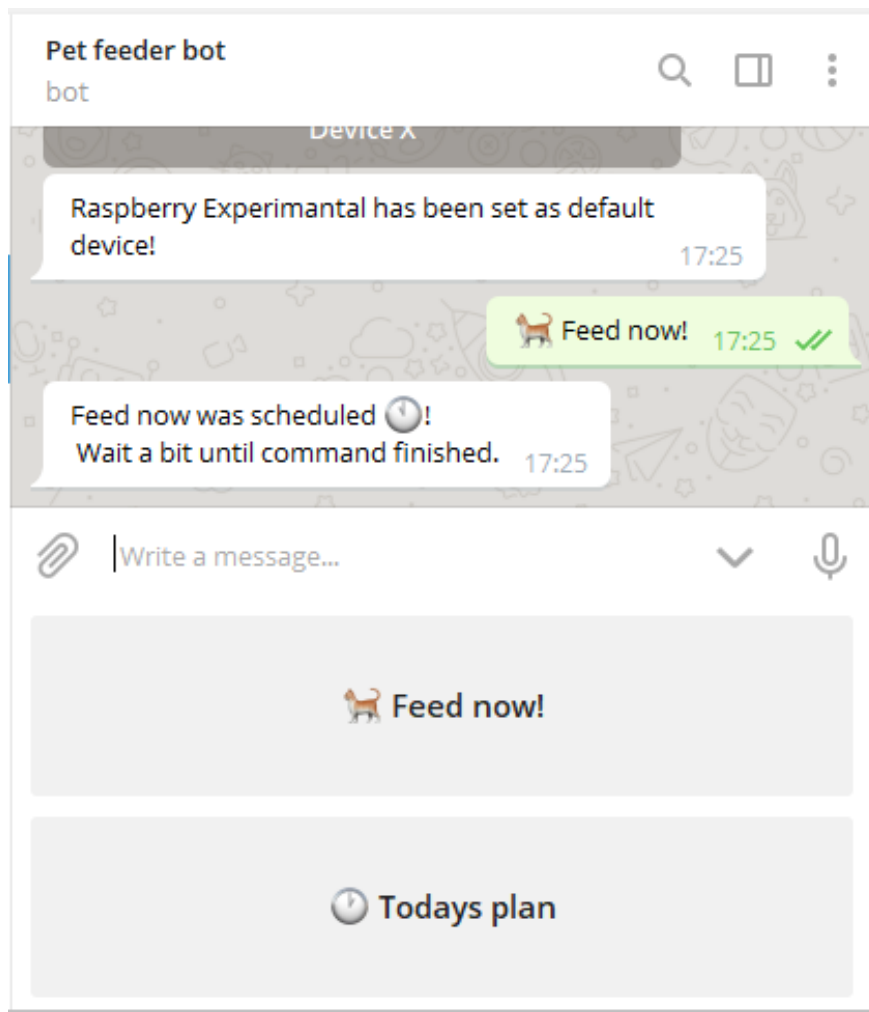 Pet feeder bot
bot
Device X
Raspberry Experimantal has been set as default
device!
17:25
🐈 Feed now! 17:25
Feed now was scheduled 🕚!
Wait a bit until command finished. 17:25
Write a message...
🐈 Feed now!
🕐 Todays plan